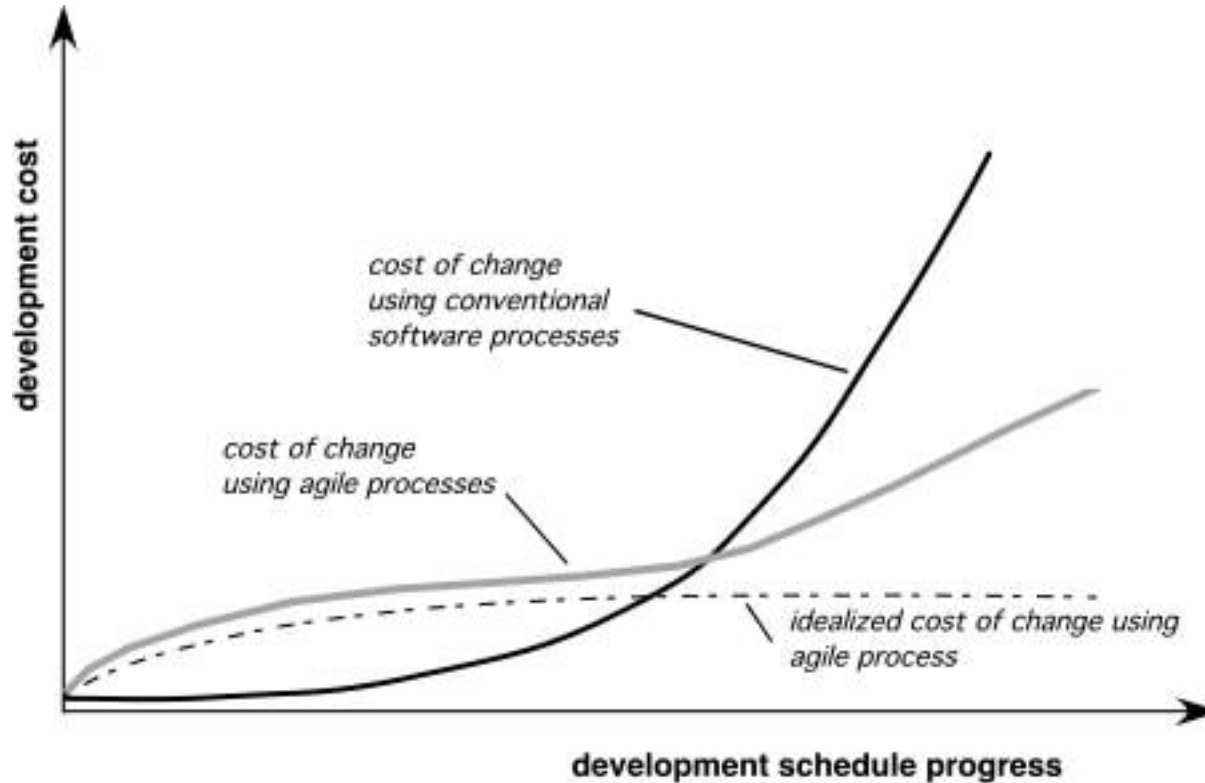 development cost
cost of change
using conventional
software processes
cost of change
using agile processes
idealized cost of change using
agile process
development schedule progress